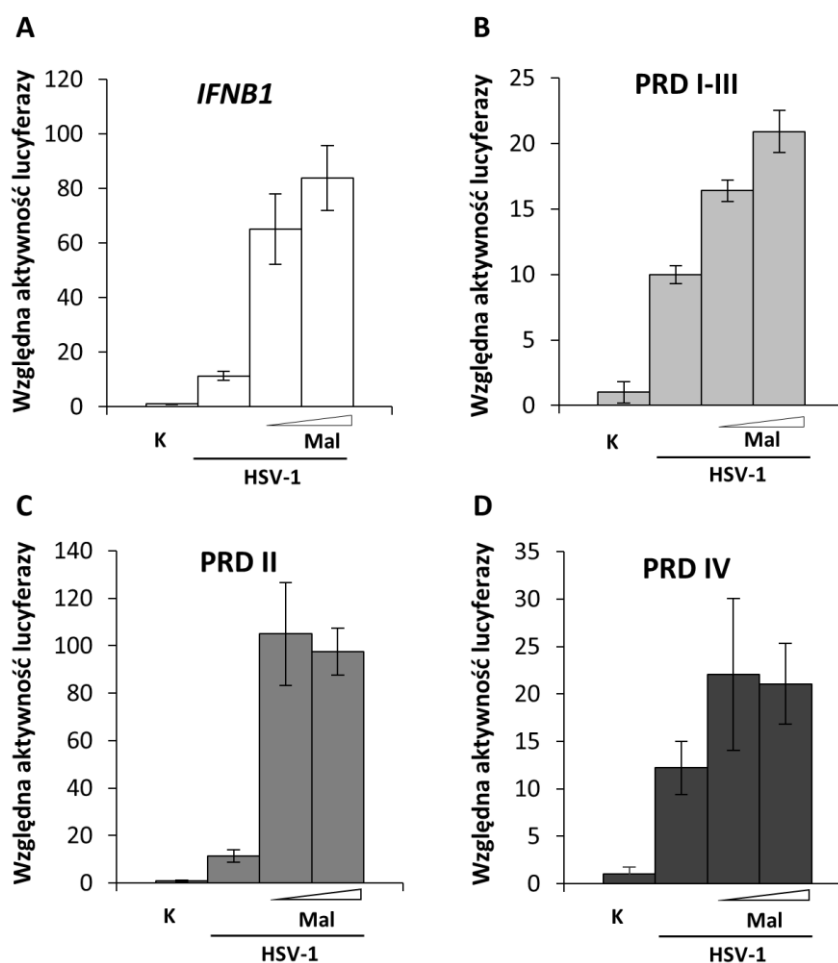 A
IFNB1
Względna aktywność lucyferazy
120
100
80
60
40
20
0
K
Mal
HSV-1
B
PRD I-III
Względna aktywność lucyferazy
25
20
15
10
5
0
K
Mal
HSV-1
C
PRD II
Względna aktywność lucyferazy
140
120
100
80
60
40
20
0
K
Mal
HSV-1
D
PRD IV
Względna aktywność lucyferazy
35
30
25
20
15
10
5
0
K
Mal
HSV-1